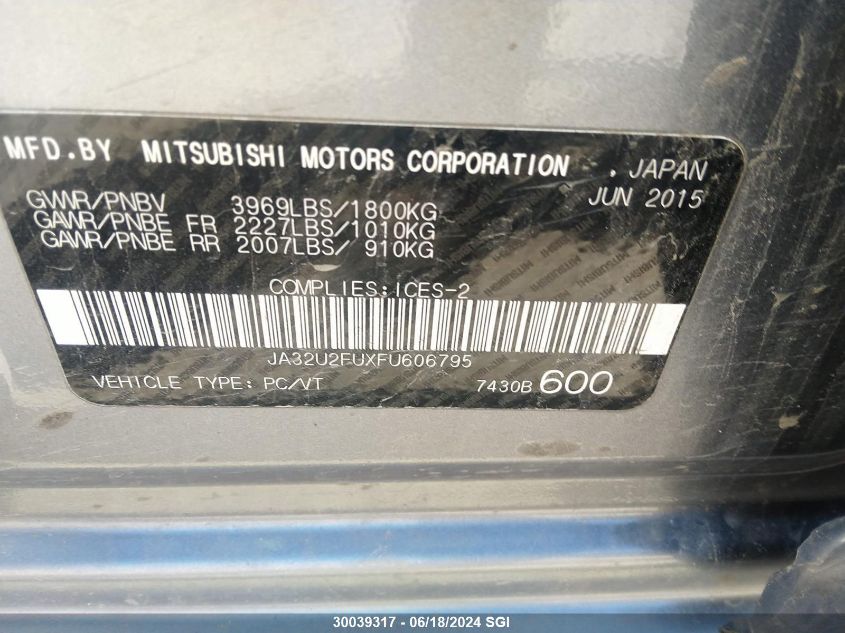 MFD.BY MITSUBISHI MOTORS CORPORATION . JAPAN
JUN 2015
GVWR/PNBV 3969LBS/1800KG
GAWR/PNBE FR 2227LBS/1010KG
GAWR/PNBE RR 2007LBS/ 910KG
COMPLIES:ICES-2
JA32U2FUXFU606795
VEHICLE TYPE: PC/VT 7430B 600
30039317 - 06/18/2024 SGI